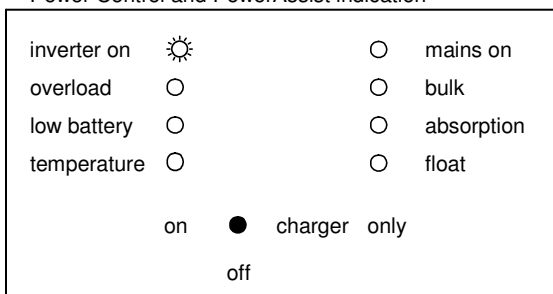 Power Control and PowerAssist indication
inverter on mains on
overload bulk
low battery absorption
temperature float
on charger only
off